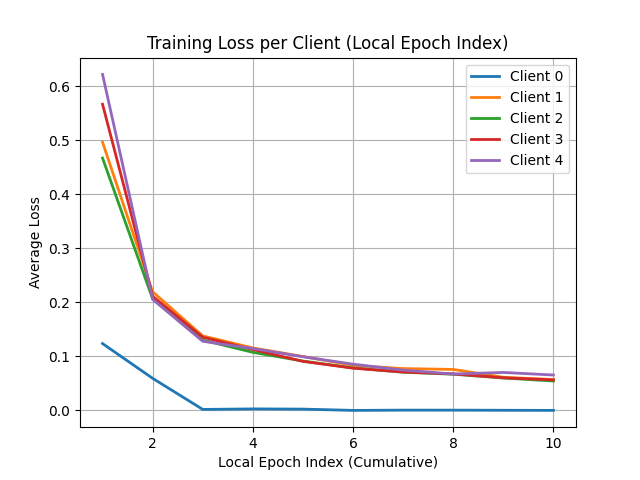 Training Loss per Client (Local Epoch Index)
Client 0
Client 1
Client 2
Client 3
Client 4
Average Loss
0.6
0.5
0.4
0.3
0.2
0.1
0.0
2 4 6 8 10
Local Epoch Index (Cumulative)